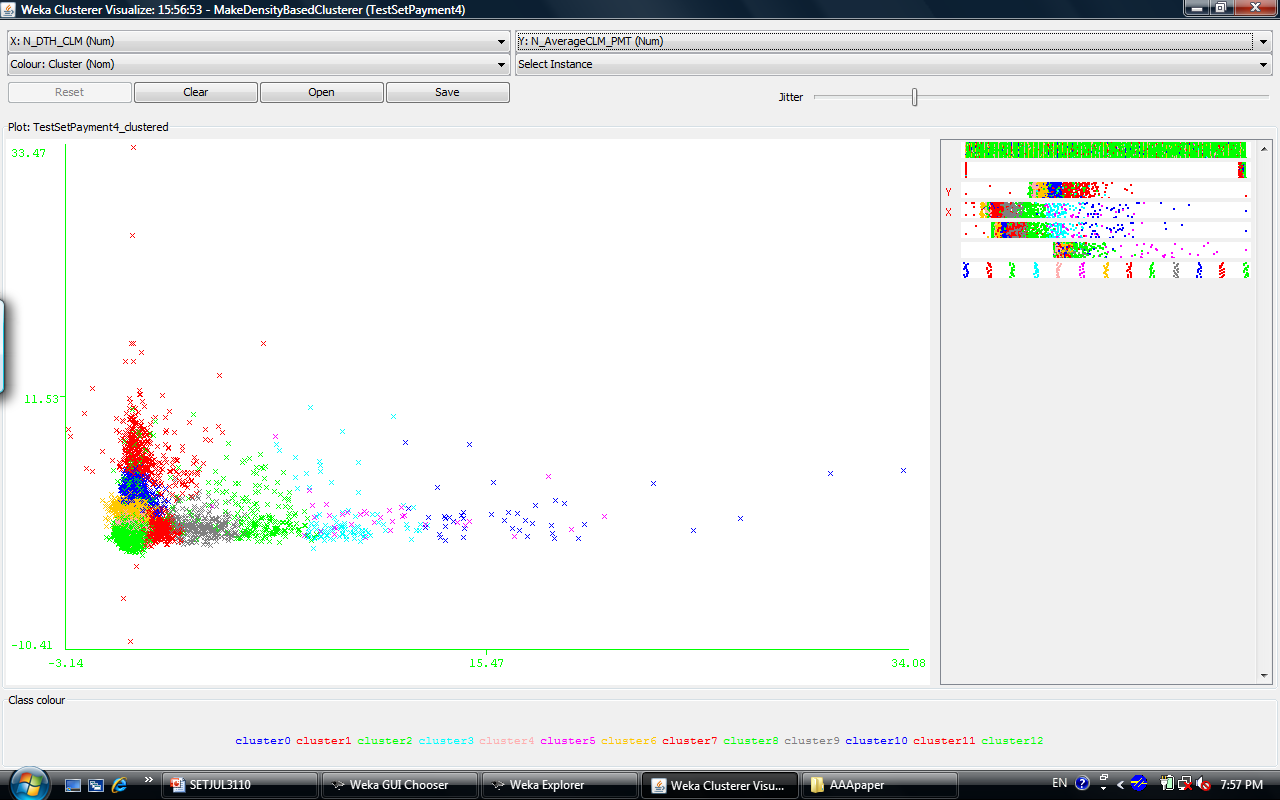 Weka Clusterer Visualize: 15:56:53 - MakeDensityBasedClusterer (TestSetPayment4)
X: N_DTH_CLM (Num) Y: N_AverageCLM_PMT (Num)
Colour: Cluster (Nom) Select Instance
Reset Clear Open Save Jitter
Plot: TestSetPayment4_clustered
33.47
11.53
-10.41
-3.14 15.47 34.08
Y
X
Class colour
cluster0 cluster1 cluster2 cluster3 cluster4 cluster5 cluster6 cluster7 cluster8 cluster9 cluster10 cluster11 cluster12
SETJUL3110 Weka GUI Chooser Weka Explorer Weka Clusterer Visu... AAApaper EN 7:57 PM